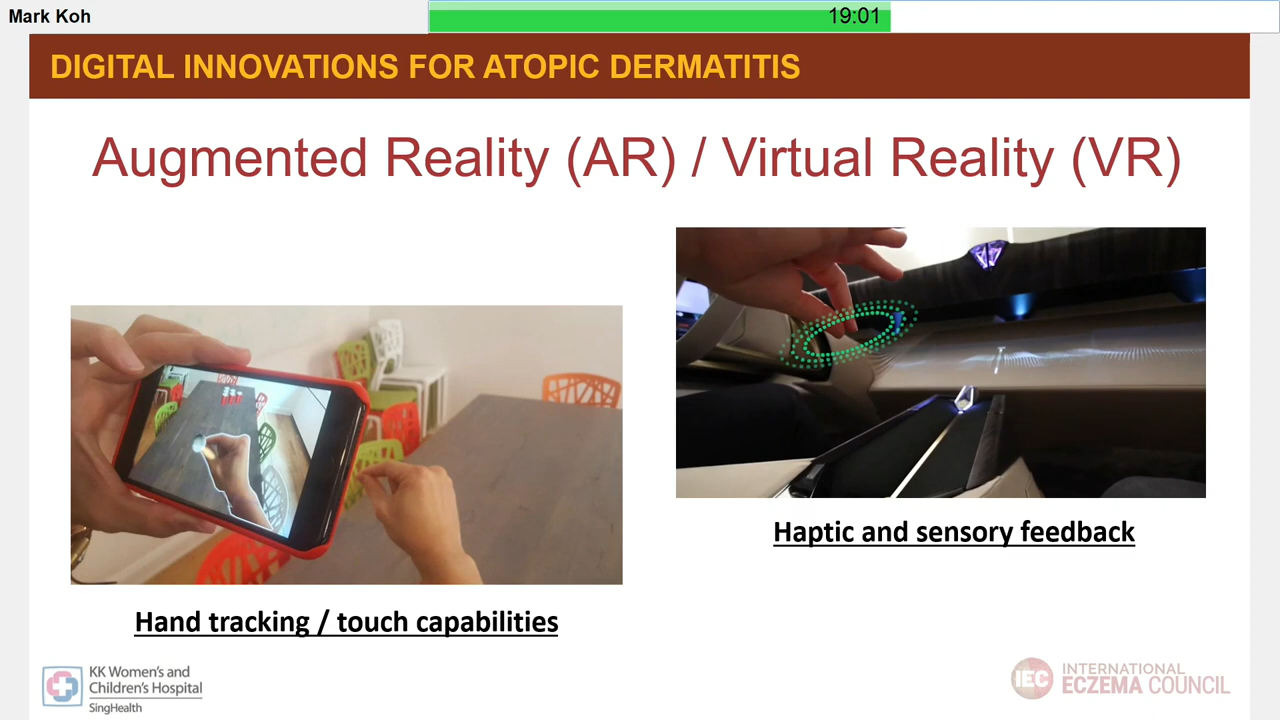 Mark Koh
19:01
DIGITAL INNOVATIONS FOR ATOPIC DERMATITIS
Augmented Reality (AR) / Virtual Reality (VR)
Haptic and sensory feedback
Hand tracking / touch capabilities
KK Women's and
Children's Hospital
SingHealth
IEC
INTERNATIONAL
ECZEMA COUNCIL